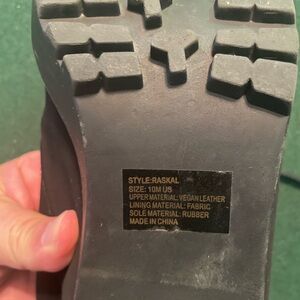 STYLE:RASKAL
SIZE: 10M US
UPPER MATERIAL: VEGAN LEATHER
LINING MATERIAL: FABRIC
SOLE MATERIAL: RUBBER
MADE IN CHINA